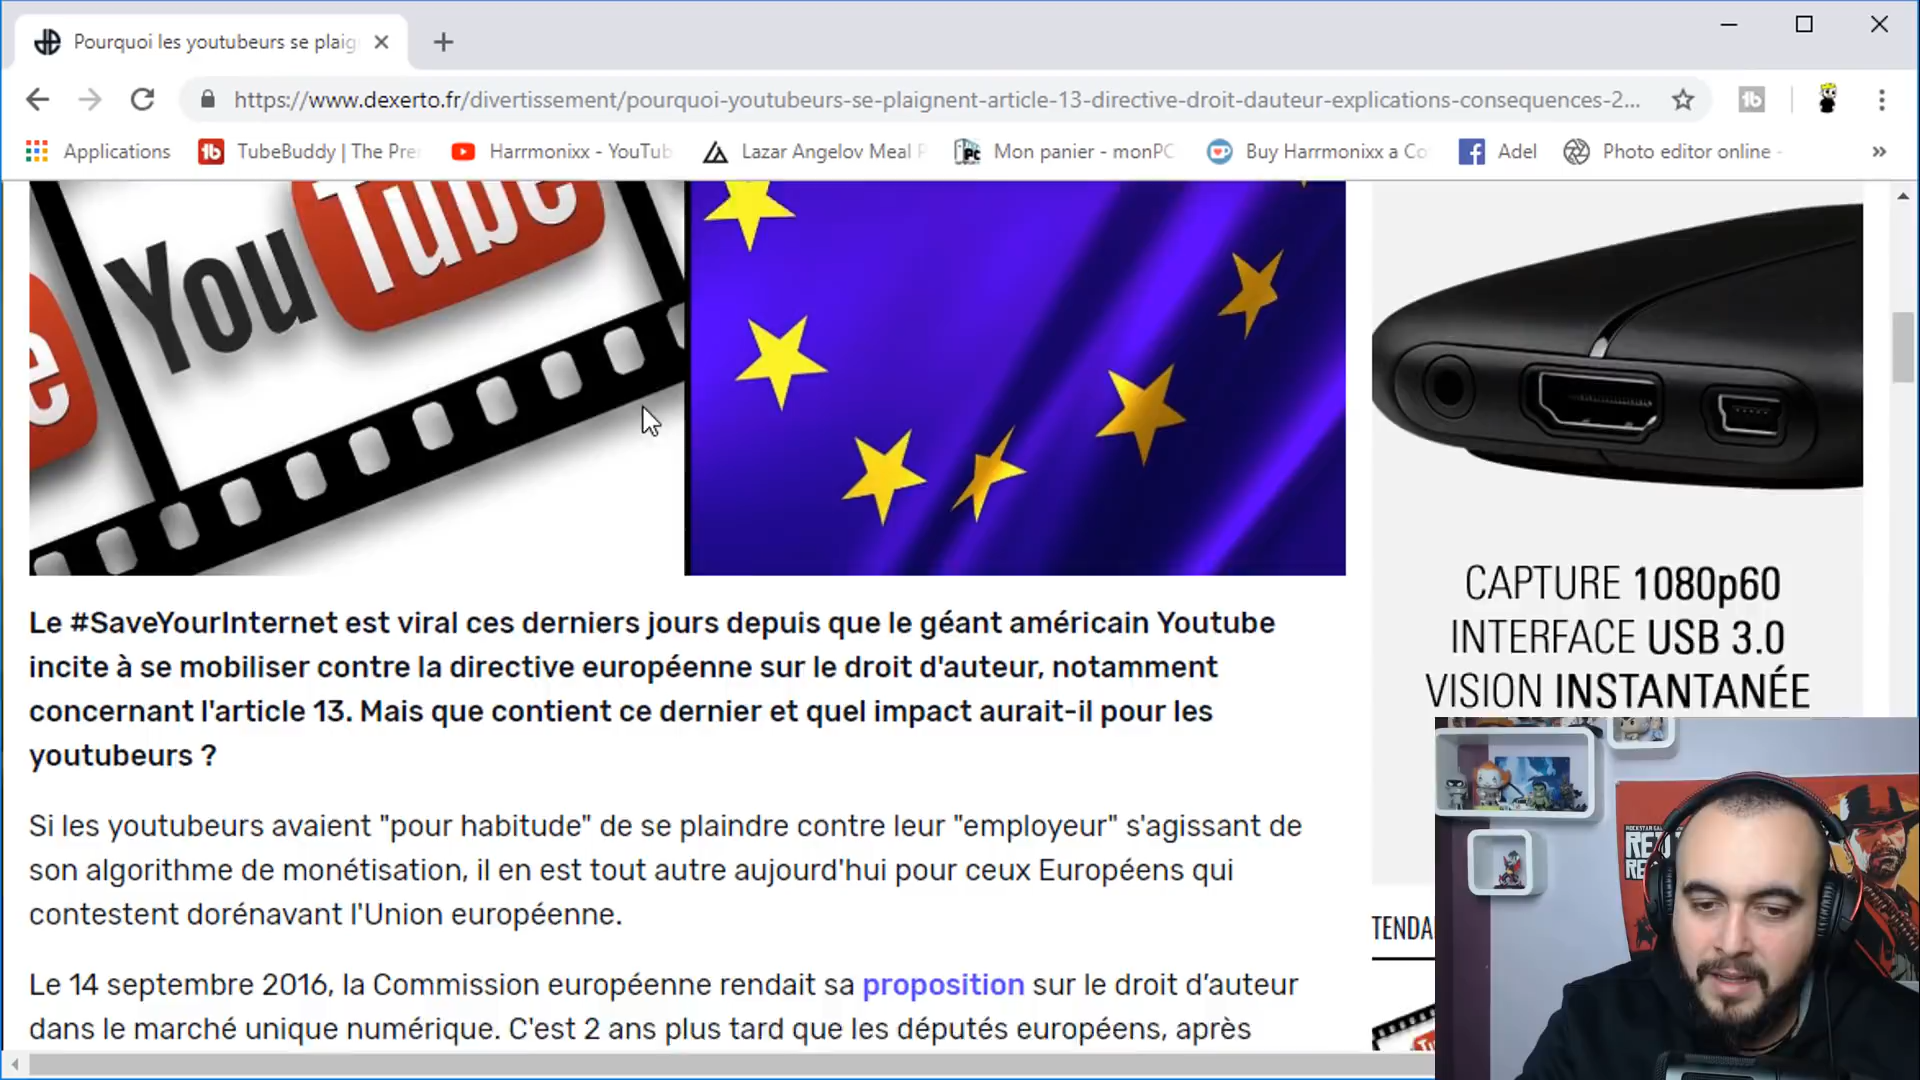 Pourquoi les youtubeurs se plaig
https://www.dexerto.fr/divertissement/pourquoi-youtubeurs-se-plaignent-article-13-directive-droit-dauteur-explications-consequences-2...
Applications
TubeBuddy | The Pre
Harrmonixx - YouTub
Lazar Angelov Meal P
Mon panier - monPC
Buy Harrmonixx a Co
Adel
Photo editor online -
YouTube
e
CAPTURE 1080p60
INTERFACE USB 3.0
VISION INSTANTANÉE
Le #SaveYourInternet est viral ces derniers jours depuis que le géant américain Youtube
incite à se mobiliser contre la directive européenne sur le droit d'auteur, notamment
concernant l'article 13. Mais que contient ce dernier et quel impact aurait-il pour les
youtubeurs ?
Si les youtubeurs avaient "pour habitude" de se plaindre contre leur "employeur" s'agissant de
son algorithme de monétisation, il en est tout autre aujourd'hui pour ceux Européens qui
contestent dorénavant l'Union européenne.
Le 14 septembre 2016, la Commission européenne rendait sa proposition sur le droit d’auteur
dans le marché unique numérique. C'est 2 ans plus tard que les députés européens, après
TENDA
ROCKSTAR
RED
RE